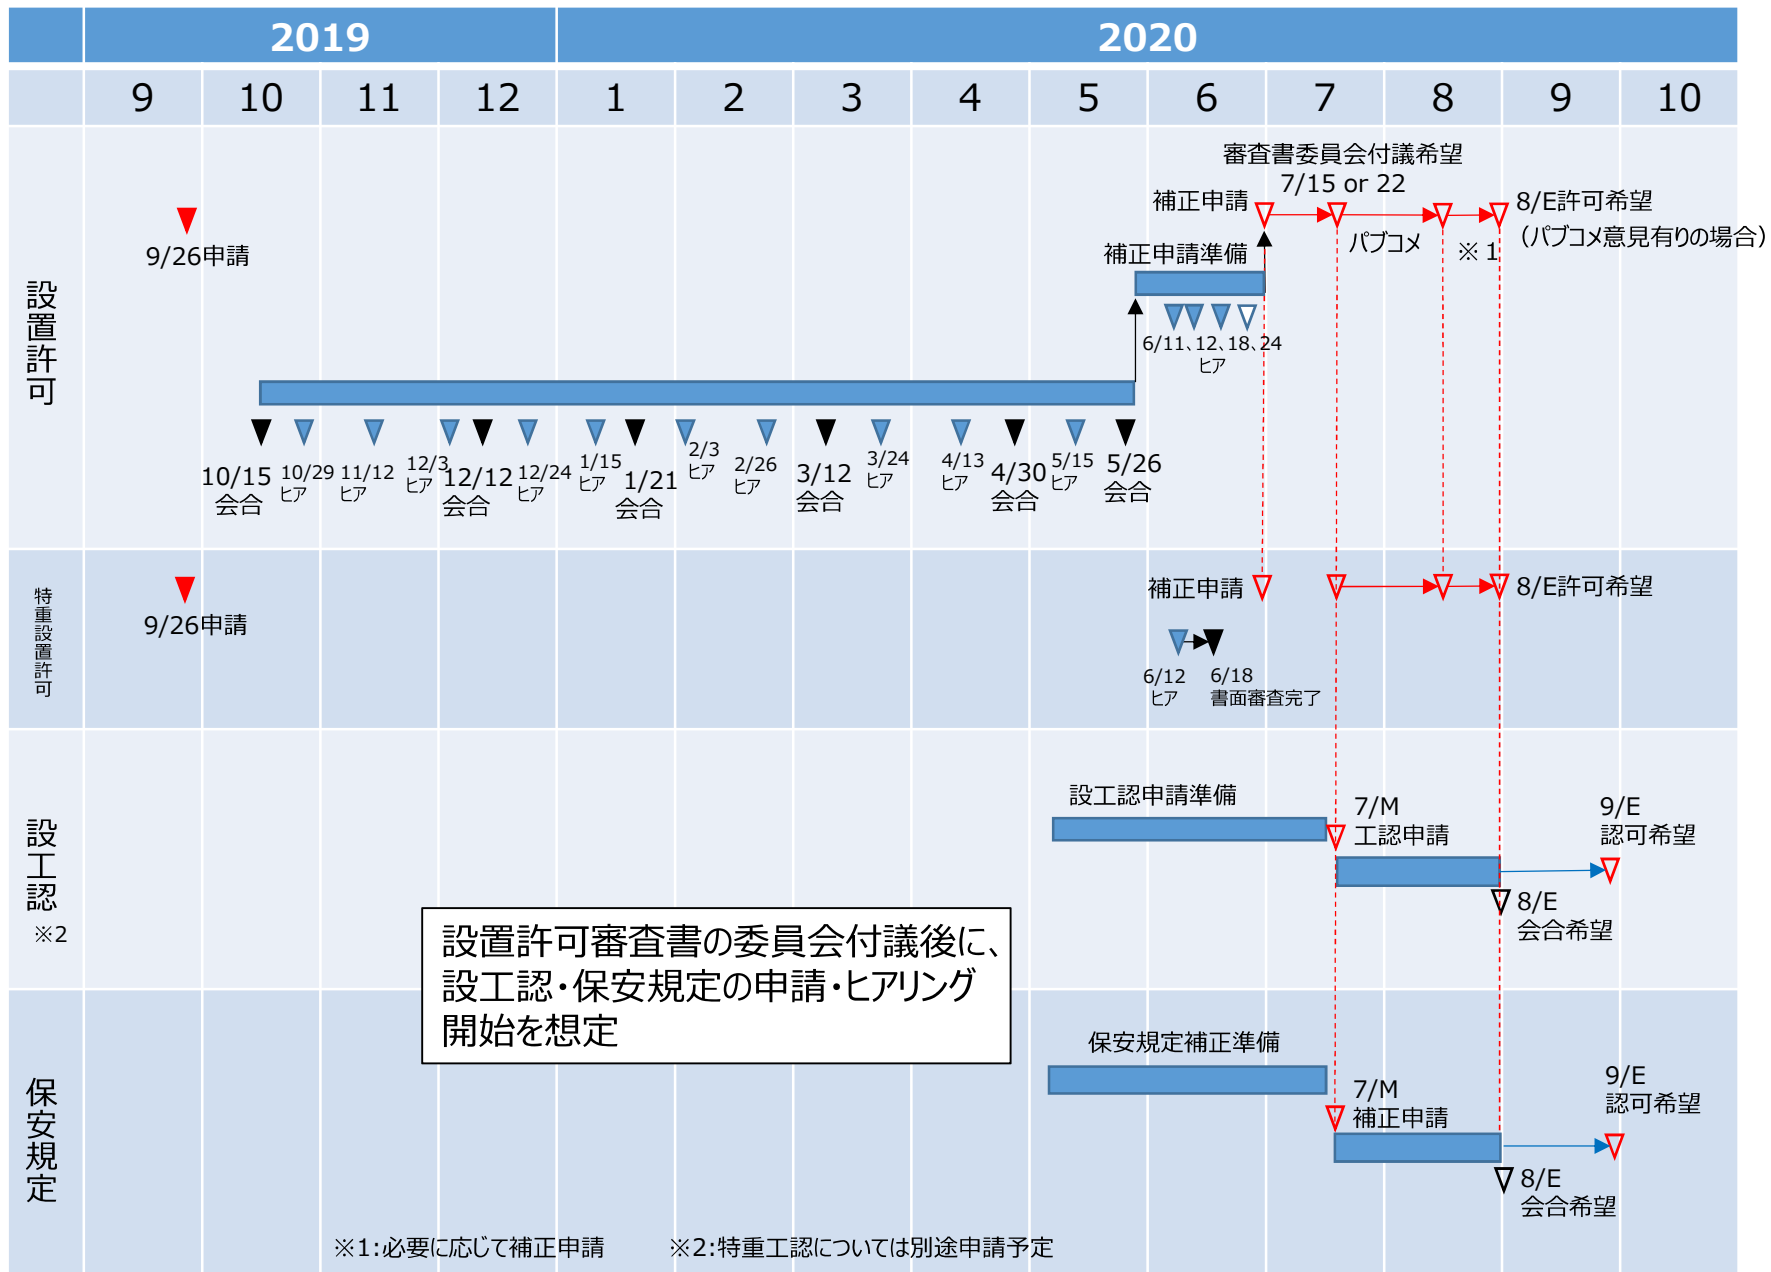 2019
2020
9
10
11
12
1
2
3
4
5
6
7
8
9
10
設置許可
9/26申請
審査書委員会付議希望
7/15 or 22
補正申請
8/E許可希望
（パブコメ意見有りの場合）
パブコメ
※１
補正申請準備
6/11、12、18、24
ヒア
10/15
会合
10/29
ヒア
11/12
ヒア
12/3
ヒア
12/12
会合
12/24
ヒア
1/15
ヒア
1/21
会合
2/3
ヒア
2/26
ヒア
3/12
会合
3/24
ヒア
4/13
ヒア
4/30
会合
5/15
ヒア
5/26
会合
特重設置許可
9/26申請
補正申請
8/E許可希望
6/12
ヒア
6/18
書面審査完了
設工認
※2
設工認申請準備
7/M
工認申請
9/E
認可希望
8/E
会合希望
設置許可審査書の委員会付議後に、
設工認・保安規定の申請・ヒアリング
開始を想定
保安規定
保安規定補正準備
7/M
補正申請
9/E
認可希望
8/E
会合希望
※1:必要に応じて補正申請
※2:特重工認については別途申請予定